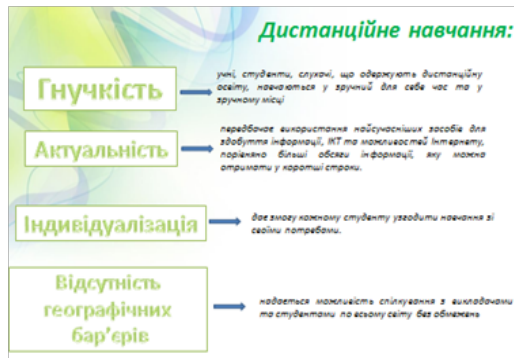 Дистанційне навчання:
Гнучкість
учні, студенти, слухачі, що одержують дистанційну
освіту, навчаються у зручний для себе час та у
зручному місці
Актуальність
передбачає використання найсучасніших засобів для
здобуття інформації, ІКТ та можливостей Інтернету,
порівняно більші обсяги інформації, яку можна
отримати у коротші строки.
Індивідуалізація
дає змогу кожному студенту узгодити навчання зі
своїми потребами.
Відсутність
географічних
бар’єрів
надається можливість спілкування з викладачами
та студентами по всьому світу без обмежень